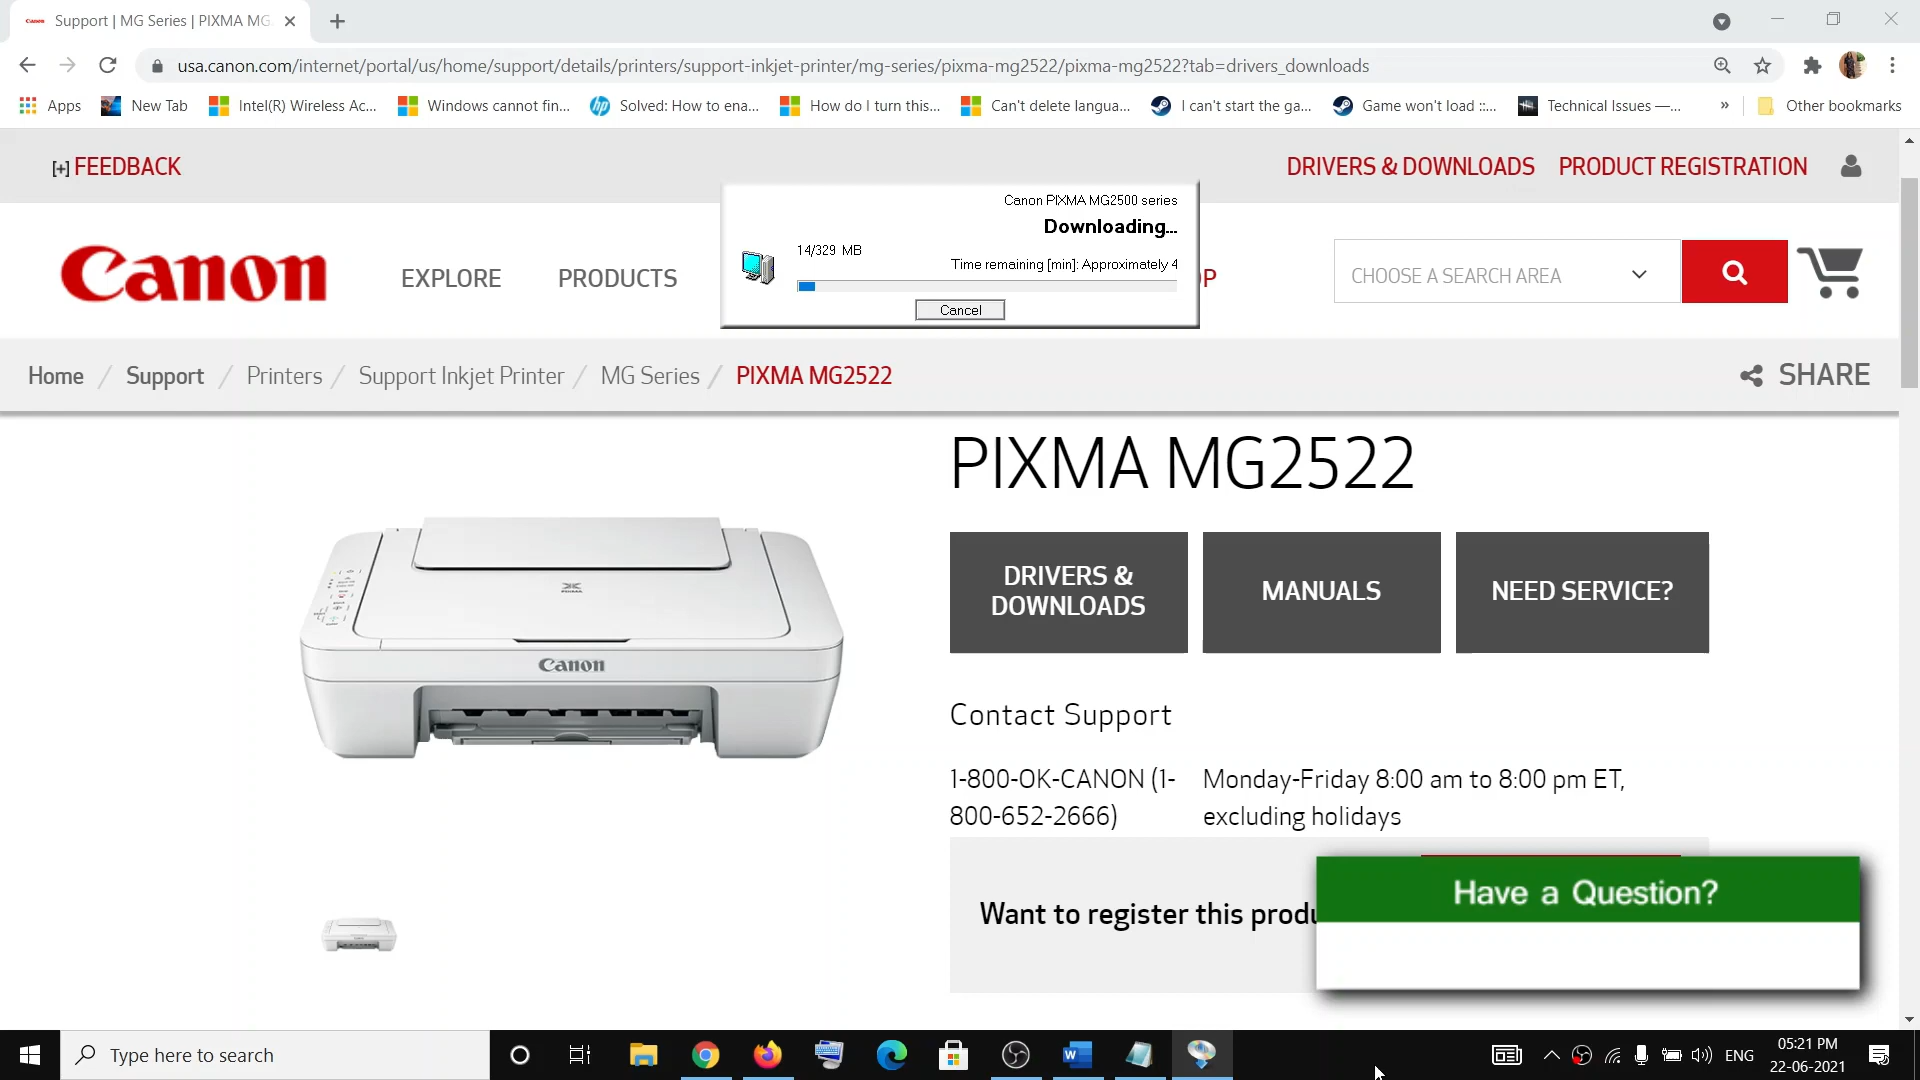 Canon
Support | MG Series | PIXMA MG
usa.canon.com/internet/portal/us/home/support/details/printers/support-inkjet-printer/mg-series/pixma-mg2522/pixma-mg2522?tab=drivers_downloads
Apps
New Tab
Intel(R) Wireless Ac...
Windows cannot fin...
hp
Solved: How to ena...
How do I turn this...
Can't delete langua...
I can't start the ga...
Game won't load ::...
Technical Issues —...
»
Other bookmarks
[+] FEEDBACK
DRIVERS & DOWNLOADS
PRODUCT REGISTRATION
Canon
EXPLORE
PRODUCTS
OP
CHOOSE A SEARCH AREA
Canon PIXMA MG2500 series
Downloading...
14/329 MB
Time remaining [min]: Approximately 4
Cancel
Home / Support / Printers / Support Inkjet Printer / MG Series / PIXMA MG2522
SHARE
PIXMA MG2522
DRIVERS &
DOWNLOADS
MANUALS
NEED SERVICE?
PIXMA
Canon
Contact Support
1-800-OK-CANON (1-
800-652-2666)
Monday-Friday 8:00 am to 8:00 pm ET,
excluding holidays
Want to register this produ
Have a Question?
Type here to search
W
ENG
05:21 PM
22-06-2021